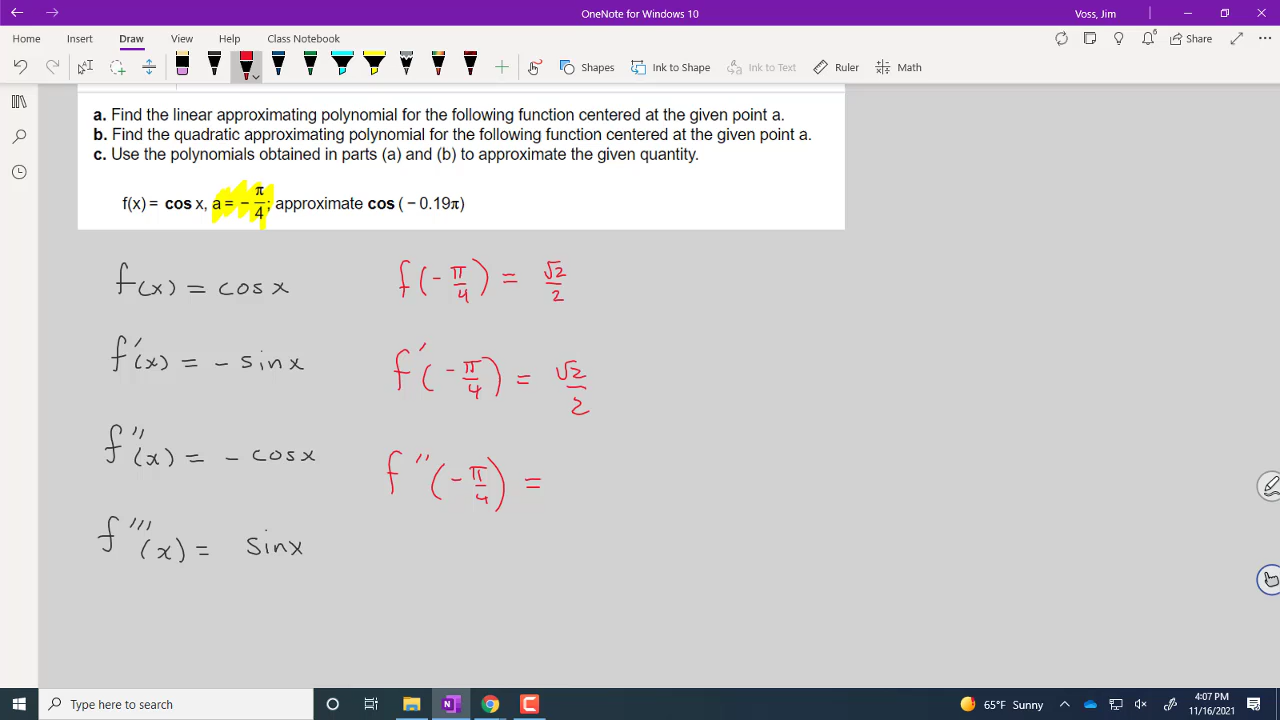 OneNote for Windows 10
Voss, Jim
Home Insert Draw View Help Class Notebook
Share
Shapes Ink to Shape Ink to Text Ruler Math
a. Find the linear approximating polynomial for the following function centered at the given point a.
b. Find the quadratic approximating polynomial for the following function centered at the given point a.
c. Use the polynomials obtained in parts (a) and (b) to approximate the given quantity.
f(x) = cos x, a = − π/4; approximate cos (− 0.19π)
f(x) = cos x
f(-π/4) = √2/2
f'(x) = - sin x
f'(-π/4) = √2/2
f''(x) = - cos x
f''(-π/4) =
f'''(x) = sin x
Type here to search
6
65°F Sunny
4:07 PM
11/16/2021